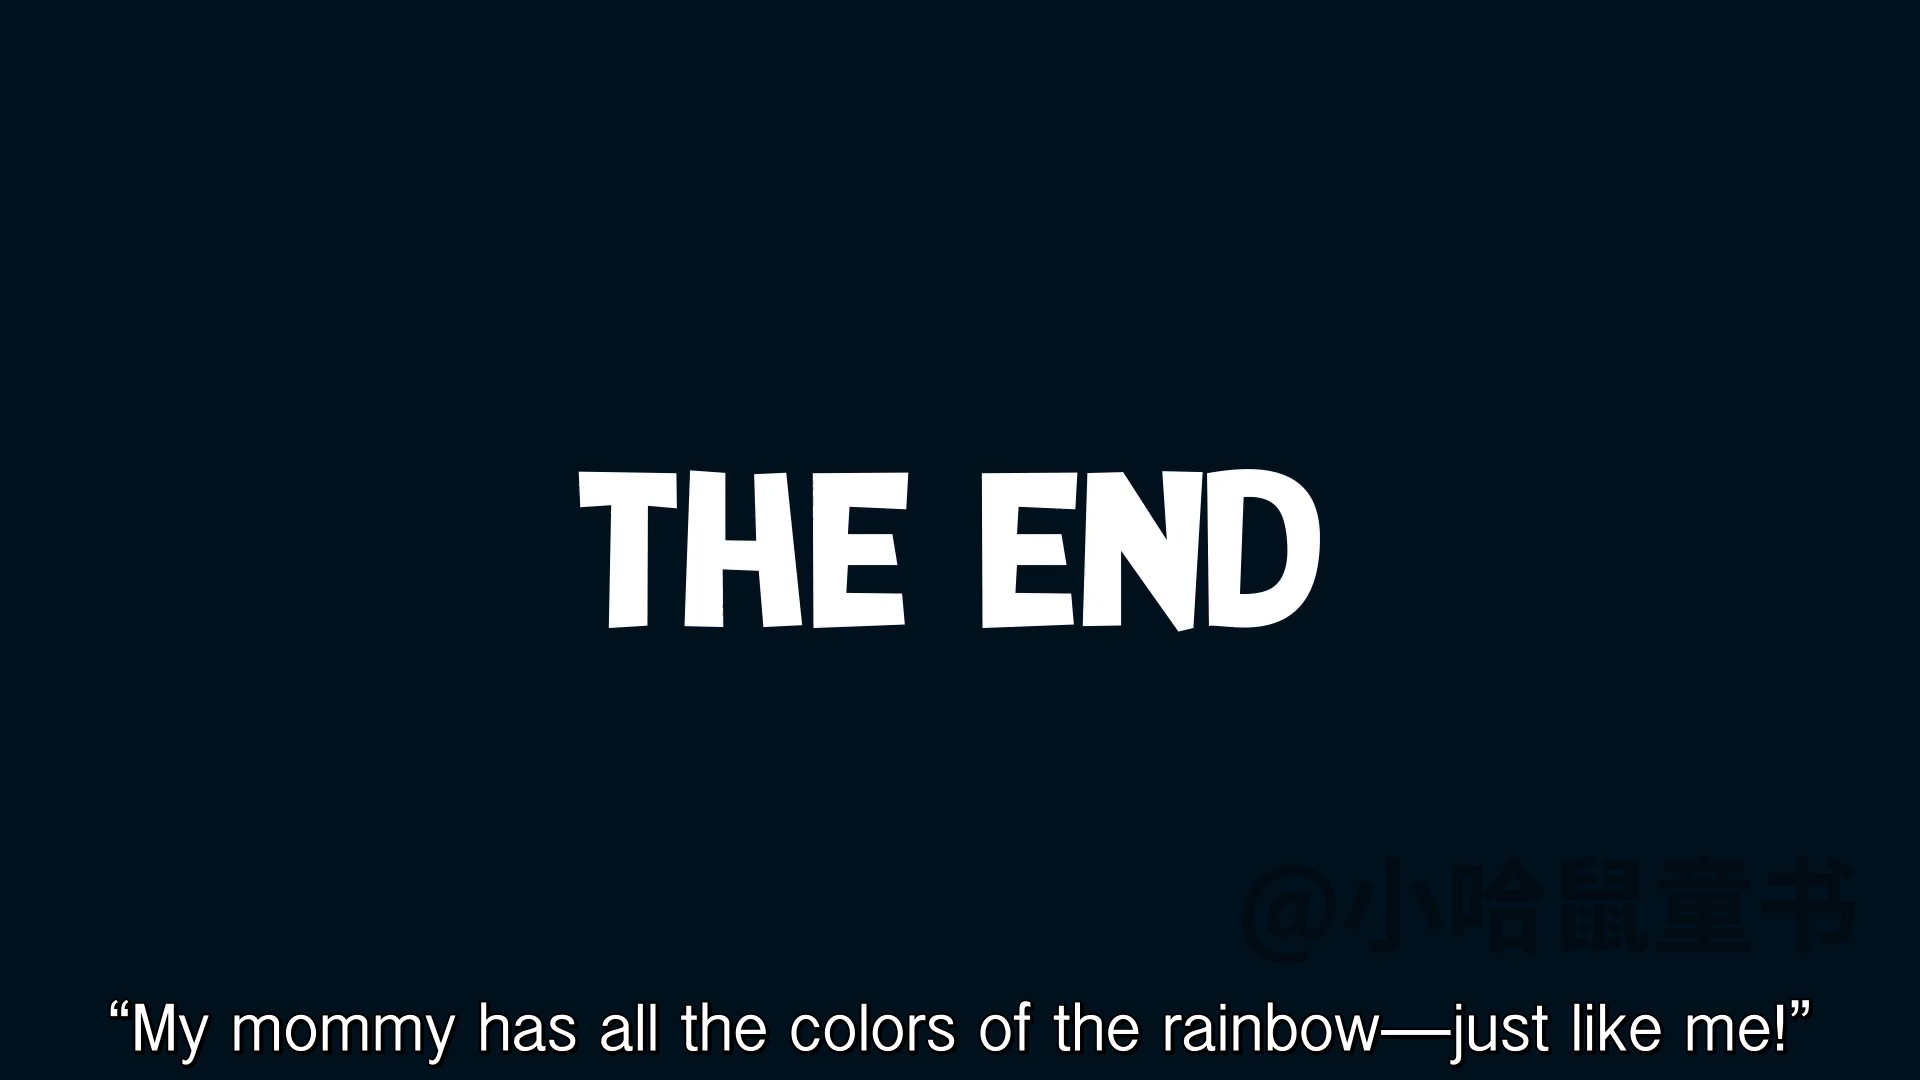 THE END
@小哈鼠童书
“My mommy has all the colors of the rainbow—just like me!”